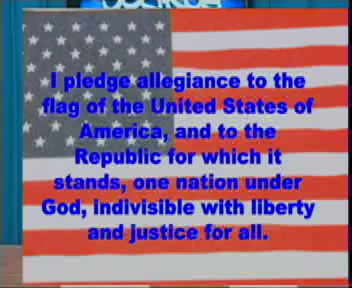 I pledge allegiance to the
flag of the United States of
America, and to the
Republic for which it
stands, one nation under
God, indivisible with liberty
and justice for all.